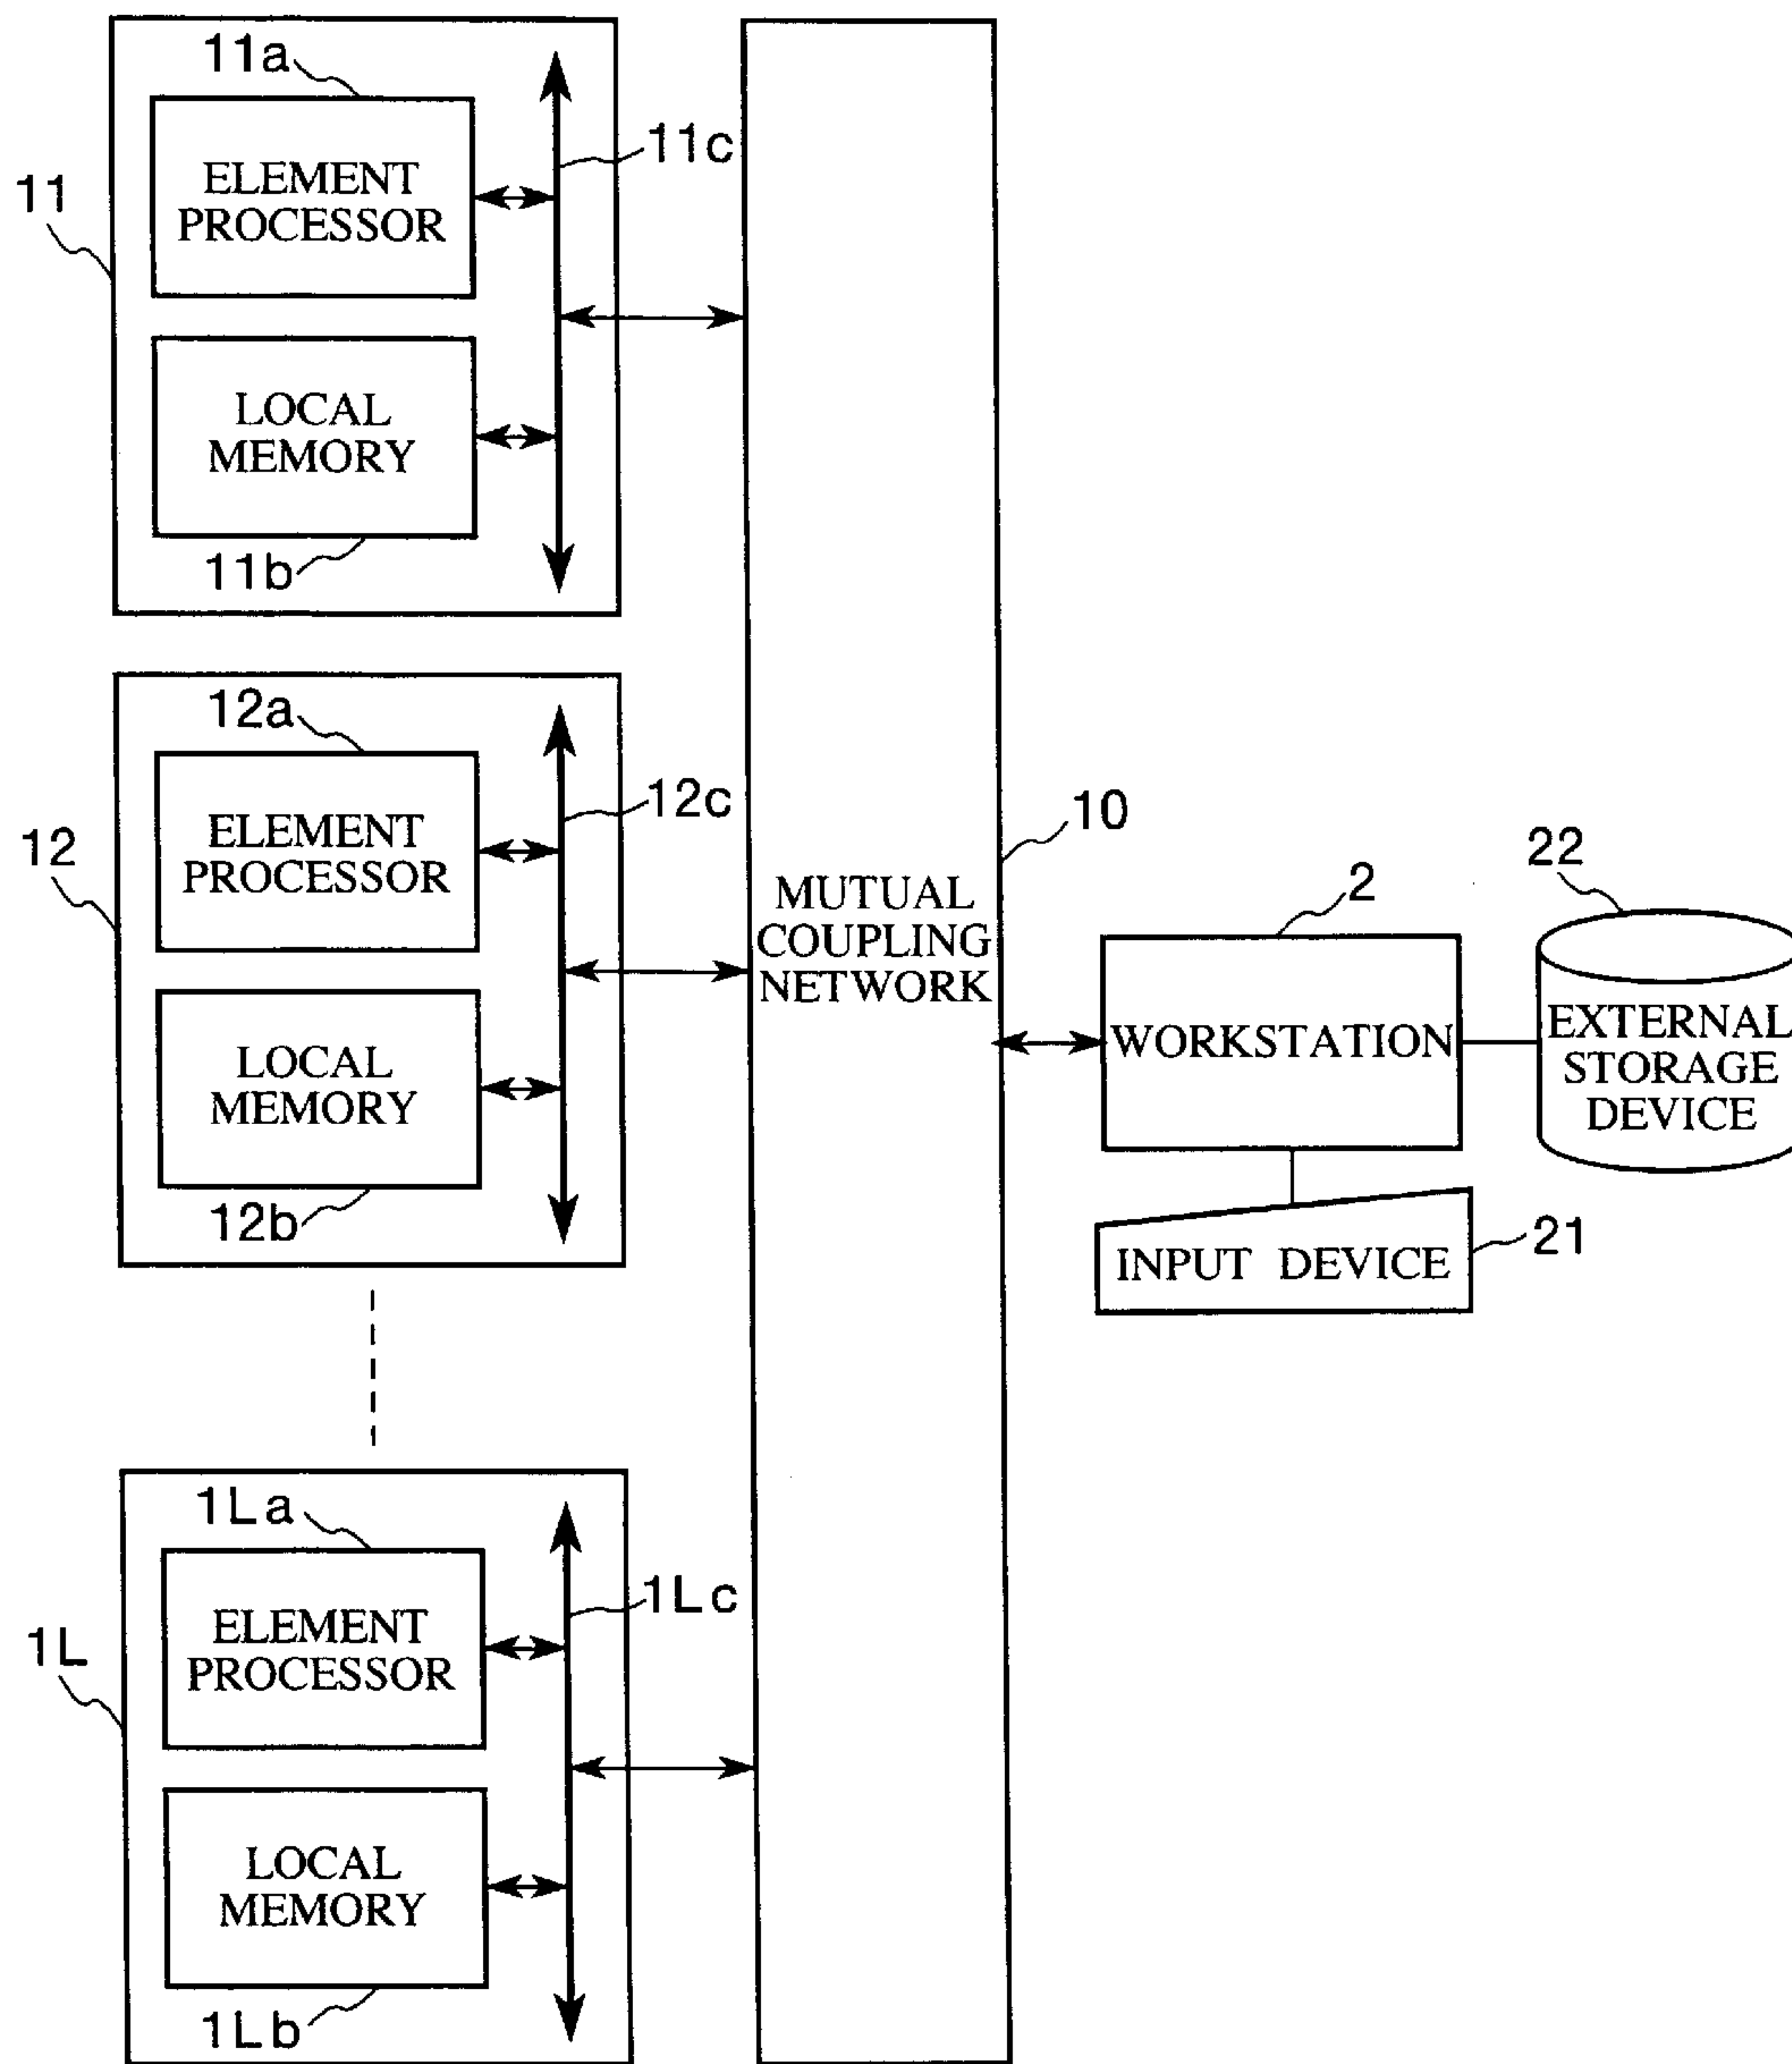 11a
11c
ELEMENT
PROCESSOR
11
LOCAL
MEMORY
11b
12a
12c
ELEMENT
PROCESSOR
12
LOCAL
MEMORY
12b
1La
1Lc
ELEMENT
PROCESSOR
1L
LOCAL
MEMORY
1Lb
10
MUTUAL
COUPLING
NETWORK
2
WORKSTATION
22
EXTERNAL
STORAGE
DEVICE
INPUT DEVICE
21